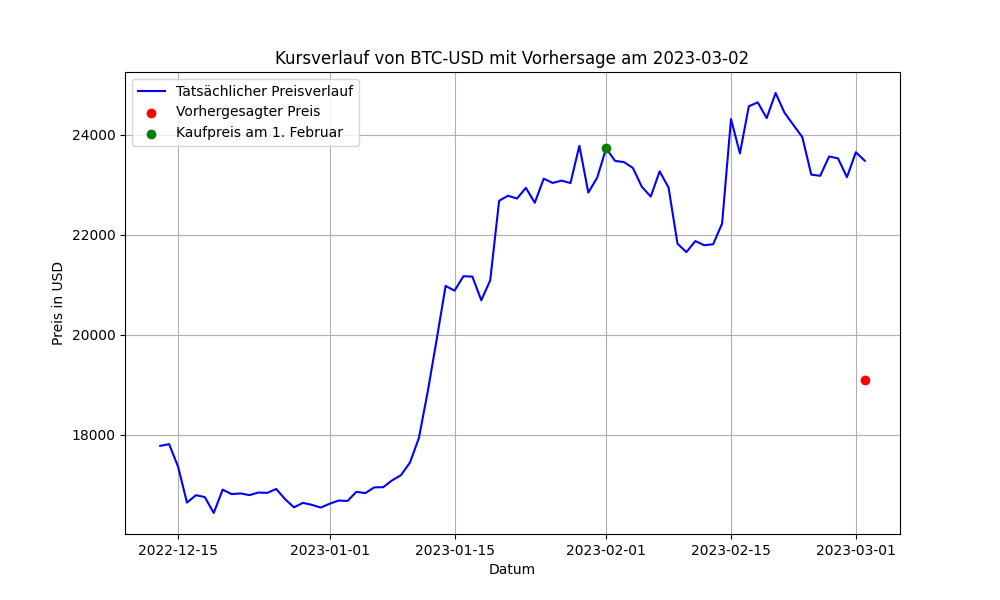 Kursverlauf von BTC-USD mit Vorhersage am 2023-03-02
Tatsächlicher Preisverlauf
Vorhergesagter Preis
Kaufpreis am 1. Februar
24000
22000
20000
18000
Preis in USD
2022-12-15
2023-01-01
2023-01-15
2023-02-01
2023-02-15
2023-03-01
Datum